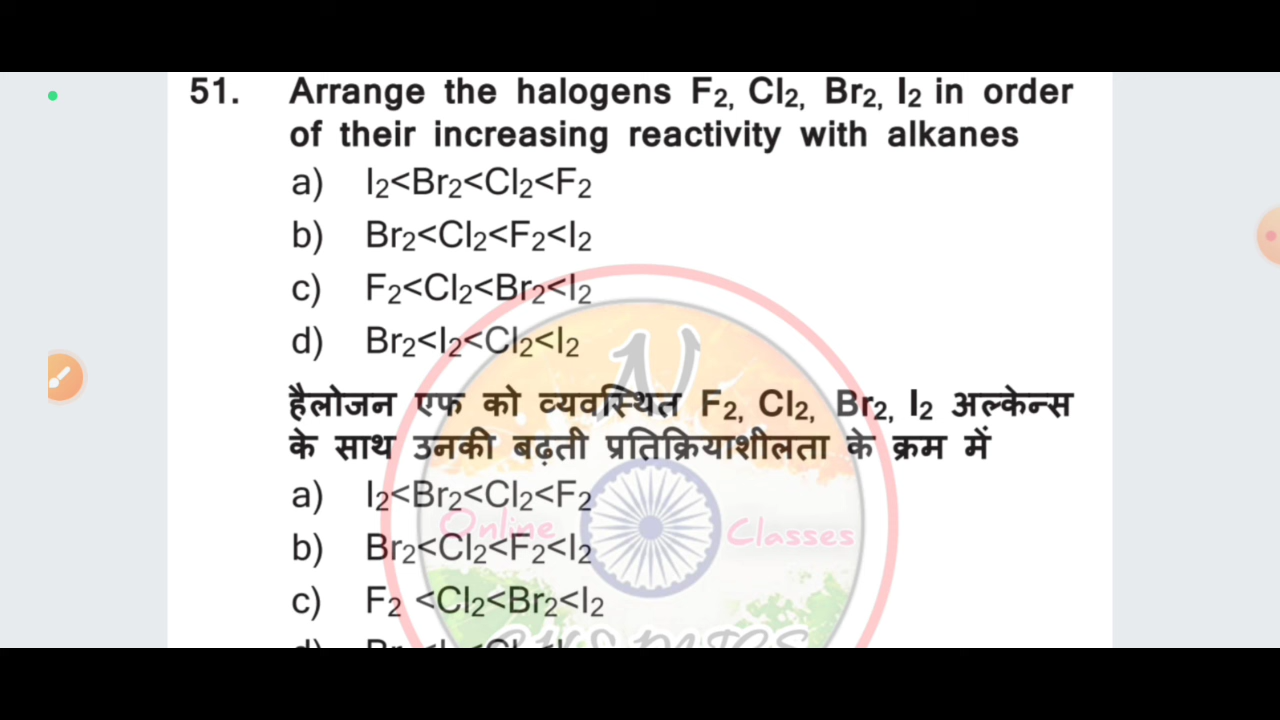 51. Arrange the halogens F₂, Cl₂, Br₂, I₂ in order
of their increasing reactivity with alkanes
a) I₂<Br₂<Cl₂<F₂
b) Br₂<Cl₂<F₂<I₂
c) F₂<Cl₂<Br₂<I₂
d) Br₂<I₂<Cl₂<I₂
हैलोजन एफ को व्यवस्थित F₂, Cl₂, Br₂, I₂ अल्केन्स
के साथ उनकी बढ़ती प्रतिक्रियाशीलता के क्रम में
a) I₂<Br₂<Cl₂<F₂
b) Br₂<Cl₂<F₂<I₂
Online Classes
c) F₂ <Cl₂<Br₂<I₂